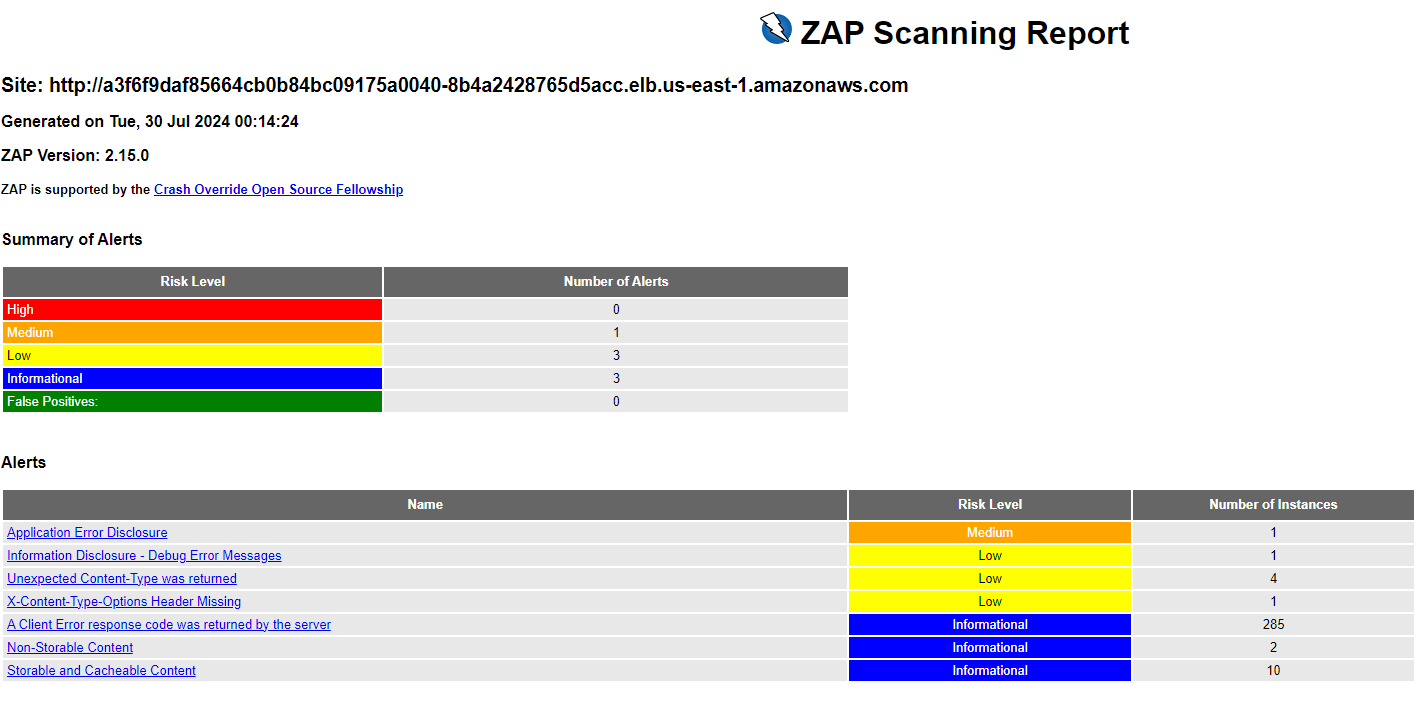 ZAP Scanning Report
Site: http://a3f6f9daf85664cb0b84bc09175a0040-8b4a2428765d5acc.elb.us-east-1.amazonaws.com
Generated on Tue, 30 Jul 2024 00:14:24
ZAP Version: 2.15.0
ZAP is supported by the Crash Override Open Source Fellowship
Summary of Alerts
Risk Level Number of Alerts
High 0
Medium 1
Low 3
Informational 3
False Positives: 0
Alerts
Name Risk Level Number of Instances
Application Error Disclosure Medium 1
Information Disclosure - Debug Error Messages Low 1
Unexpected Content-Type was returned Low 4
X-Content-Type-Options Header Missing Low 1
A Client Error response code was returned by the server Informational 285
Non-Storable Content Informational 2
Storable and Cacheable Content Informational 10